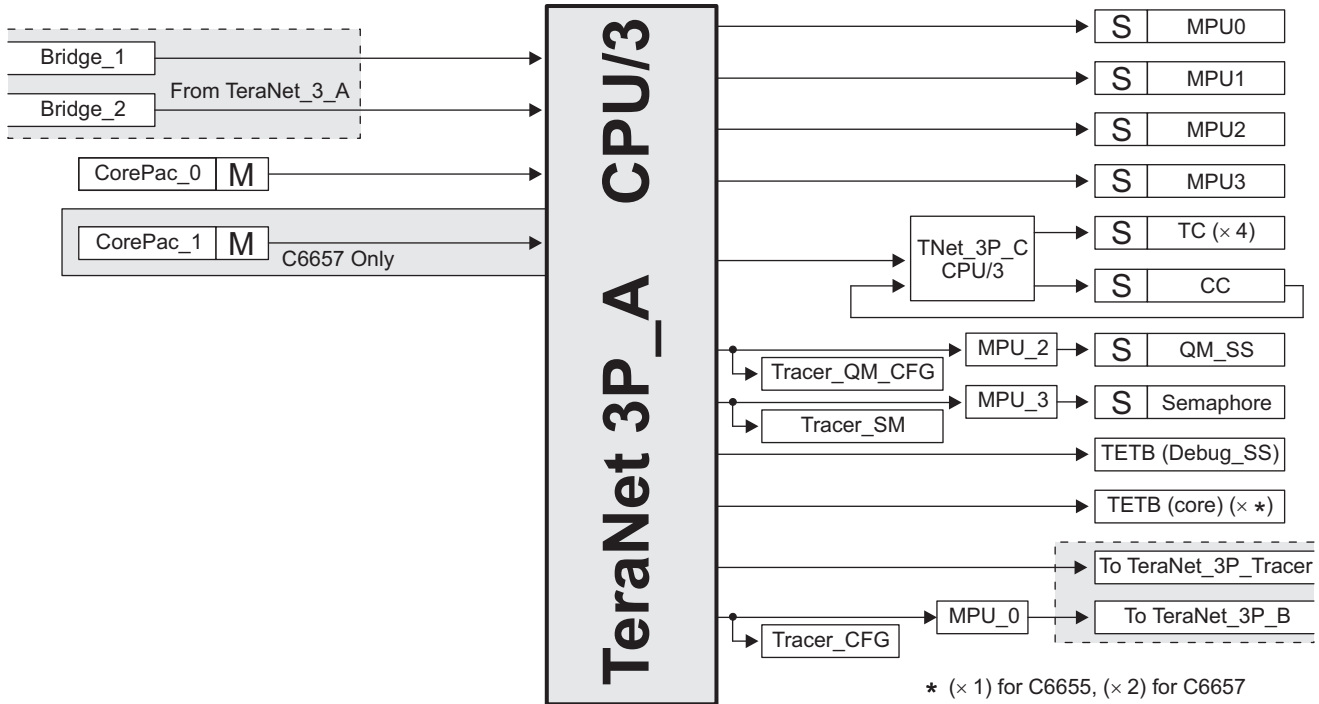 Bridge_1
From TeraNet_3_A
Bridge_2
CorePac_0 M
CorePac_1 M
C6657 Only
TeraNet 3P_A CPU/3
S MPU0
S MPU1
S MPU2
S MPU3
TNet_3P_C
CPU/3
S TC (× 4)
S CC
MPU_2
S QM_SS
Tracer_QM_CFG
MPU_3
S Semaphore
Tracer_SM
TETB (Debug_SS)
TETB (core) (× *)
To TeraNet_3P_Tracer
MPU_0
To TeraNet_3P_B
Tracer_CFG
* (× 1) for C6655, (× 2) for C6657